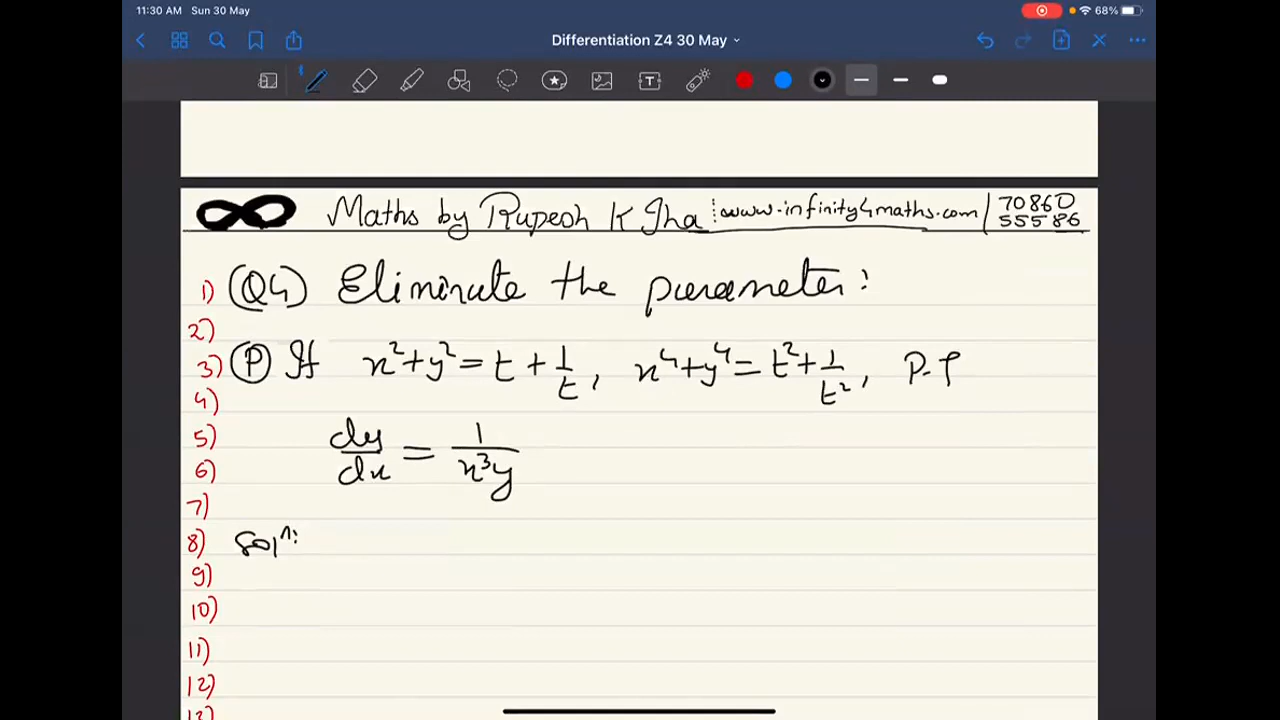 11:30 AM Sun 30 May 68%
Differentiation Z4 30 May
Maths by Rupesh K Jha www.infinity4maths.com / 70860 55586
1) (Q4) Eliminate the parameter:
2)
3) (P) If x²+y² = t + 1/t, x⁴+y⁴ = t² + 1/t², P.T
4)
5) dy/dx = 1/x³y
6)
7)
8) Solⁿ:
9)
10)
11)
12)
13)